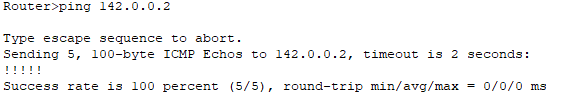 Router>ping 142.0.0.2
Type escape sequence to abort.
Sending 5, 100-byte ICMP Echos to 142.0.0.2, timeout is 2 seconds:
!!!!!
Success rate is 100 percent (5/5), round-trip min/avg/max = 0/0/0 ms